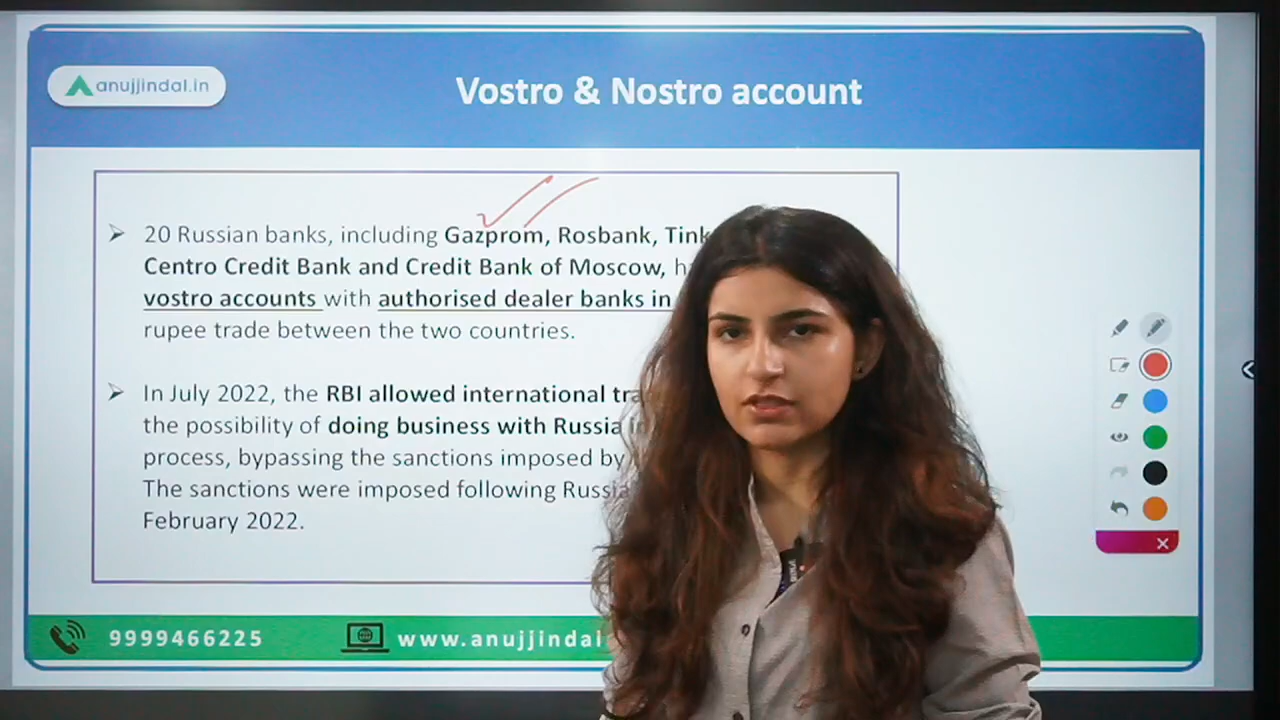 anujjindal.in
Vostro & Nostro account
20 Russian banks, including Gazprom, Rosbank, Tink
Centro Credit Bank and Credit Bank of Moscow,
vostro accounts with authorised dealer banks in
rupee trade between the two countries.
In July 2022, the RBI allowed international
the possibility of doing business with Russia
process, bypassing the sanctions imposed by
The sanctions were imposed following Russia
February 2022.
9999466225
www.anujjindal